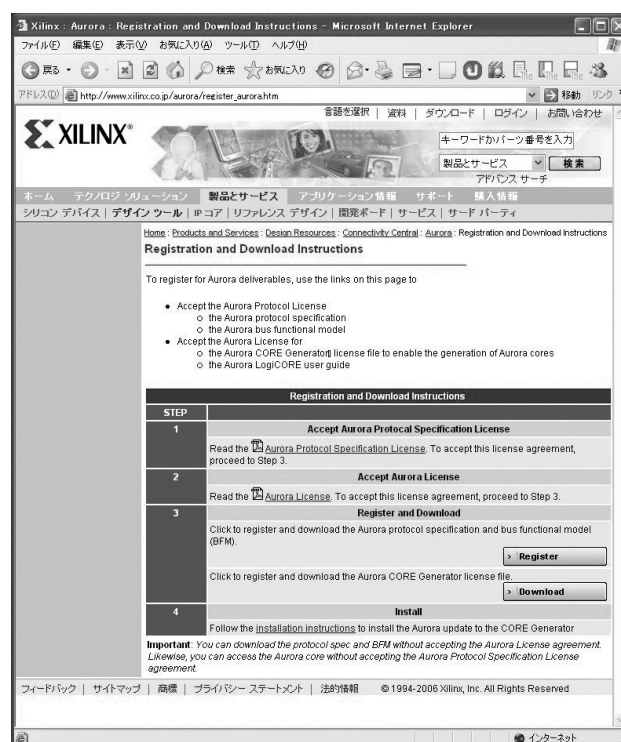 Xilinx : Aurora : Registration and Download Instructions - Microsoft Internet Explorer
ファイル(F) 編集(E) 表示(V) お気に入り(A) ツール(T) ヘルプ(H)
戻る 検索 お気に入り
アドレス(D) http://www.xilinx.co.jp/aurora/register_aurora.htm 移動 リンク
言語を選択 | 資料 | ダウンロード | ログイン | お問い合わせ
XILINX®
キーワードかパーツ番号を入力
製品とサービス 検索
アドバンス サーチ
ホーム テクノロジ ソリューション 製品とサービス アプリケーション情報 サポート 購入情報
シリコン デバイス | デザイン ツール | IP コア | リファレンス デザイン | 開発ボード | サービス | サード パーティ
Home : Products and Services : Design Resources : Connectivity Central : Aurora : Registration and Download Instructions
Registration and Download Instructions
To register for Aurora deliverables, use the links on this page to
• Accept the Aurora Protocol License
o the Aurora protocol specification
o the Aurora bus functional model
• Accept the Aurora License for
o the Aurora CORE Generator license file to enable the generation of Aurora cores
o the Aurora LogiCORE user guide
Registration and Download Instructions
STEP
1 Accept Aurora Protocal Specification License
Read the Aurora Protocol Specification License. To accept this license agreement,
proceed to Step 3.
2 Accept Aurora License
Read the Aurora License. To accept this license agreement, proceed to Step 3.
3 Register and Download
Click to register and download the Aurora protocol specification and bus functional model
(BFM).
› Register
Click to register and download the Aurora CORE Generator license file.
› Download
4 Install
Follow the installation instructions to install the Aurora update to the CORE Generator
Important: You can download the protocol spec and BFM without accepting the Aurora License agreement.
Likewise, you can access the Aurora core without accepting the Aurora Protocol Specification License
agreement.
フィードバック | サイトマップ | 商標 | プライバシー ステートメント | 法的情報 © 1994-2006 Xilinx, Inc. All Rights Reserved
インターネット